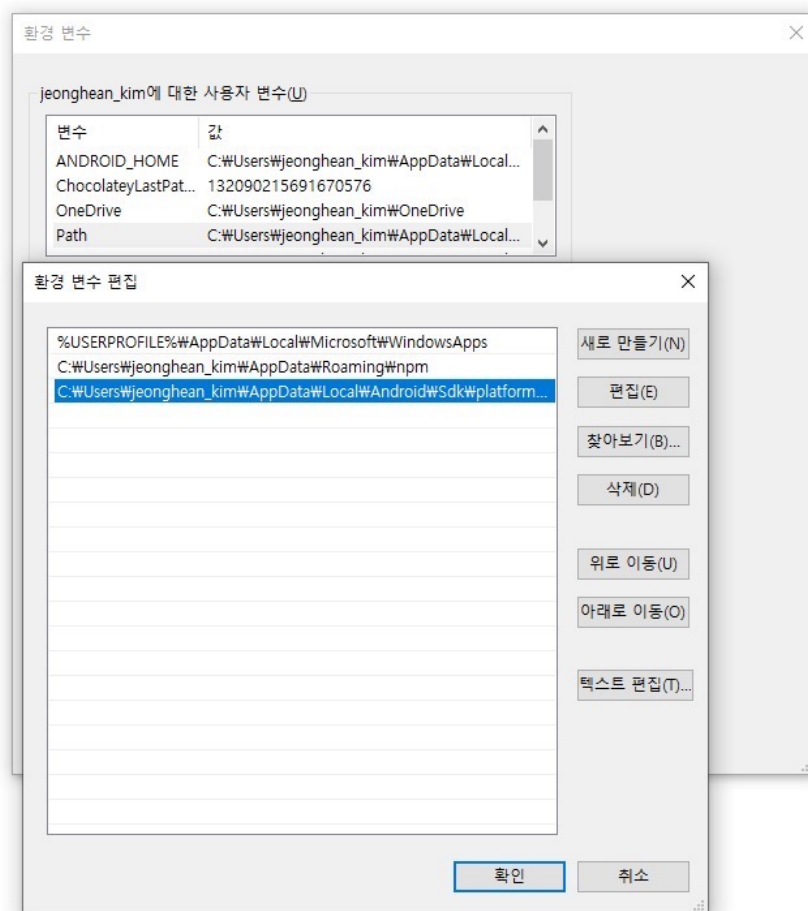 환경 변수
jeonghean_kim에 대한 사용자 변수(U)
변수 값
ANDROID_HOME C:₩Users₩jeonghean_kim₩AppData₩Local...
ChocolateyLastPat... 132090215691670576
OneDrive C:₩Users₩jeonghean_kim₩OneDrive
Path C:₩Users₩jeonghean_kim₩AppData₩Local...
환경 변수 편집
%USERPROFILE%₩AppData₩Local₩Microsoft₩WindowsApps
C:₩Users₩jeonghean_kim₩AppData₩Roaming₩npm
C:₩Users₩jeonghean_kim₩AppData₩Local₩Android₩Sdk₩platform...
새로 만들기(N)
편집(E)
찾아보기(B)...
삭제(D)
위로 이동(U)
아래로 이동(O)
텍스트 편집(T)...
확인
취소